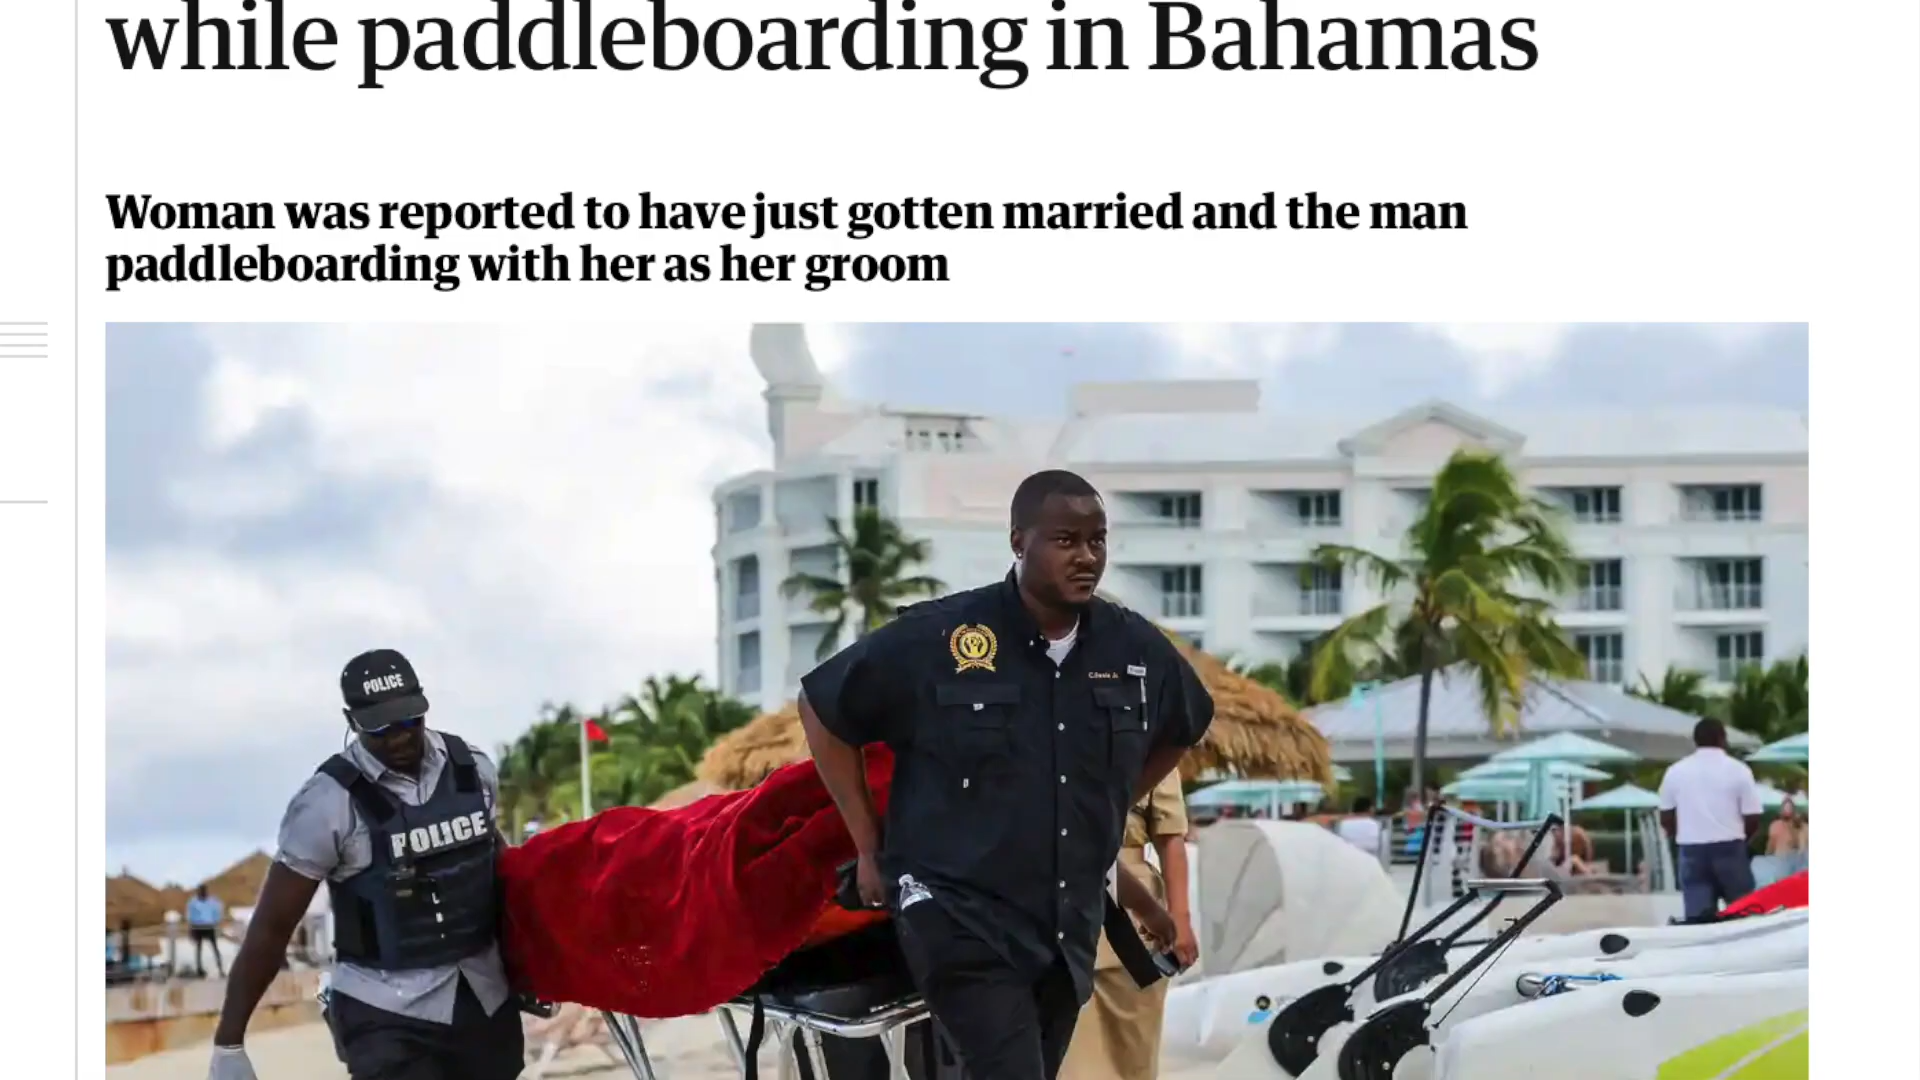 while paddleboarding in Bahamas
Woman was reported to have just gotten married and the man
paddleboarding with her as her groom
POLICE
POLICE